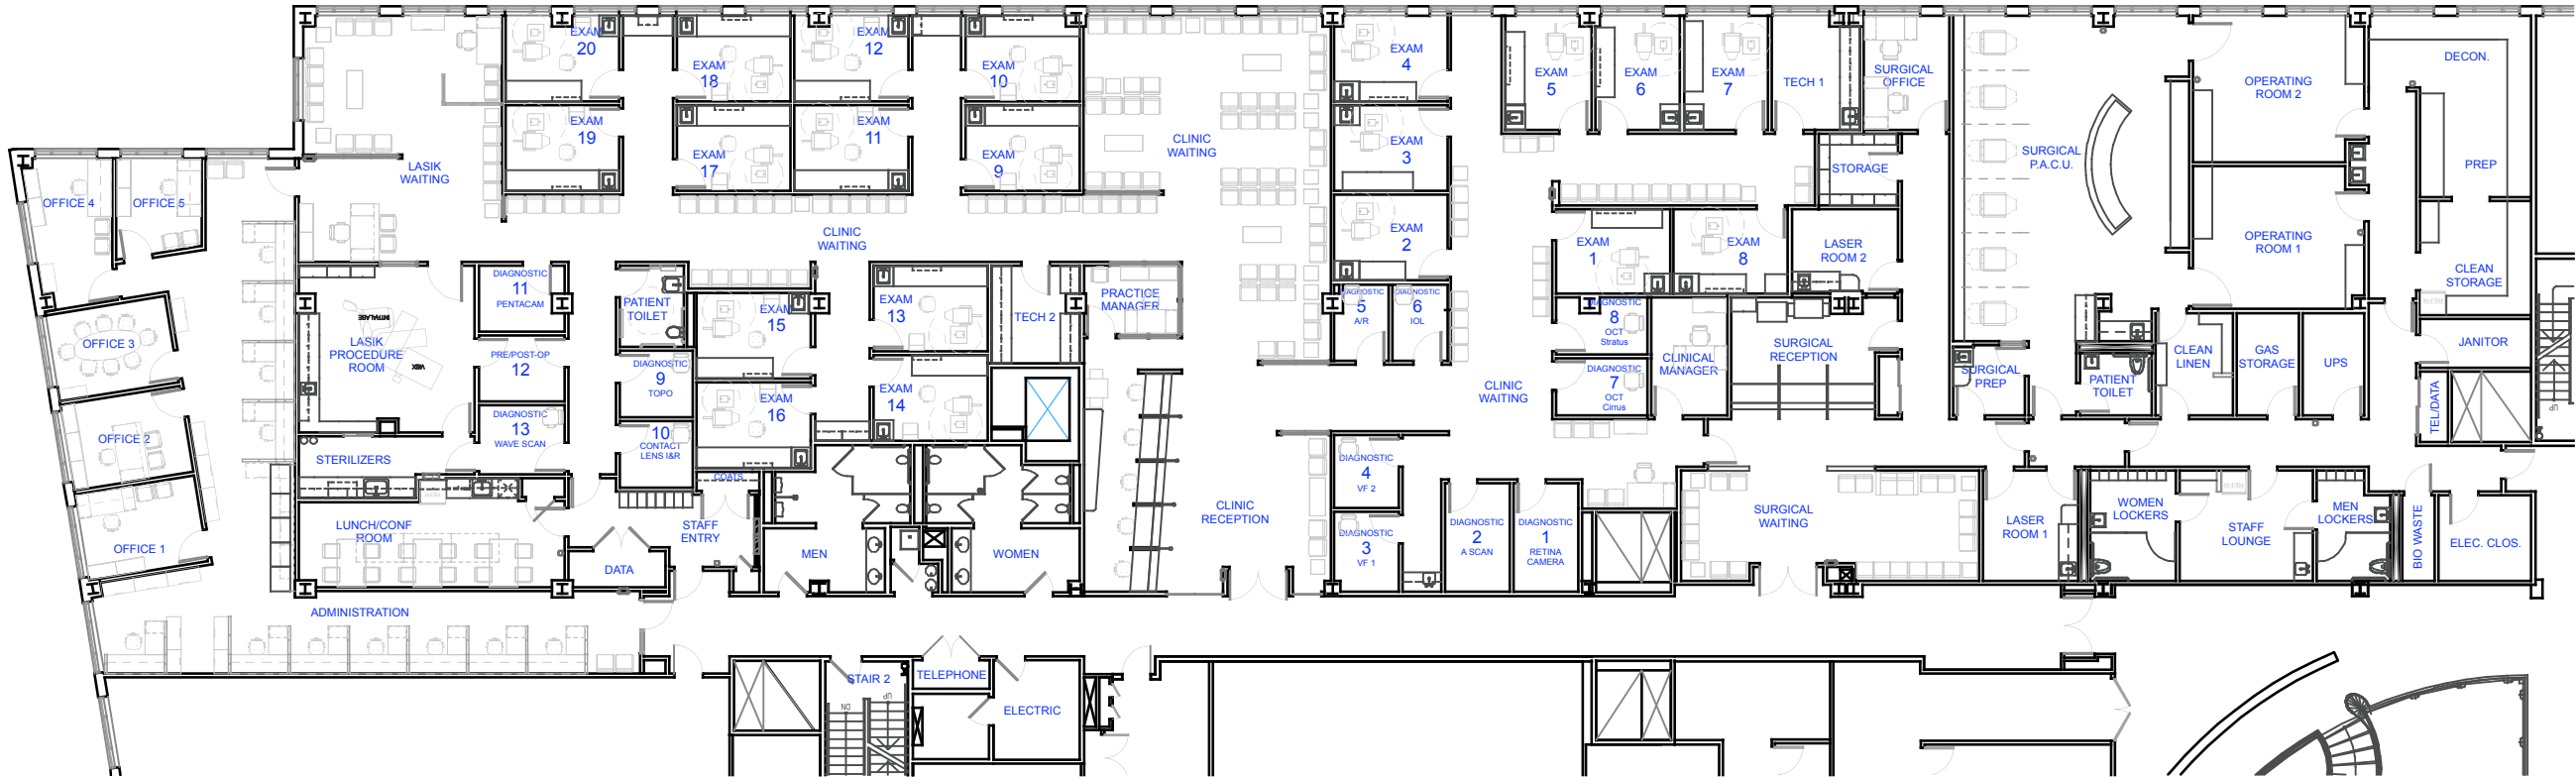 EXAM
20
EXAM
18
EXAM
12
EXAM
10
EXAM
4
EXAM
5
EXAM
6
EXAM
7
TECH 1
SURGICAL
OFFICE
OPERATING
ROOM 2
DECON.
LASIK
WAITING
EXAM
19
EXAM
17
EXAM
11
EXAM
9
CLINIC
WAITING
EXAM
3
STORAGE
SURGICAL
P.A.C.U.
PREP
OFFICE 4
OFFICE 5
CLINIC
WAITING
EXAM
2
EXAM
1
EXAM
8
LASER
ROOM 2
OPERATING
ROOM 1
CLEAN
STORAGE
REFR
DIAGNOSTIC
11
PENTACAM
PATIENT
TOILET
EXAM
15
EXAM
13
TECH 2
PRACTICE
MANAGER
DIAGNOSTIC
5
A/R
DIAGNOSTIC
6
IOL
DIAGNOSTIC
8
OCT
Stratus
OFFICE 3
INTRALASE
LASIK
PROCEDURE
ROOM
VISX
PRE/POST-OP
12
DIAGNOSTIC
9
TOPO
EXAM
16
EXAM
14
CLINIC
WAITING
DIAGNOSTIC
7
OCT
Cirrus
CLINICAL
MANAGER
SURGICAL
RECEPTION
SURGICAL
PREP
PATIENT
TOILET
CLEAN
LINEN
GAS
STORAGE
UPS
JANITOR
TEL/DATA
UP
OFFICE 2
STERILIZERS
DIAGNOSTIC
13
WAVE SCAN
10
CONTACT
LENS I&R
COATS
DIAGNOSTIC
4
VF 2
REFR
OFFICE 1
LUNCH/CONF
ROOM
STAFF
ENTRY
DATA
MEN
WOMEN
CLINIC
RECEPTION
DIAGNOSTIC
3
VF 1
DIAGNOSTIC
2
A SCAN
DIAGNOSTIC
1
RETINA
CAMERA
SURGICAL
WAITING
LASER
ROOM 1
WOMEN
LOCKERS
REFR
STAFF
LOUNGE
MEN
LOCKERS
BIO WASTE
ELEC. CLOS.
ADMINISTRATION
STAIR 2
UP
DN
TELEPHONE
ELECTRIC